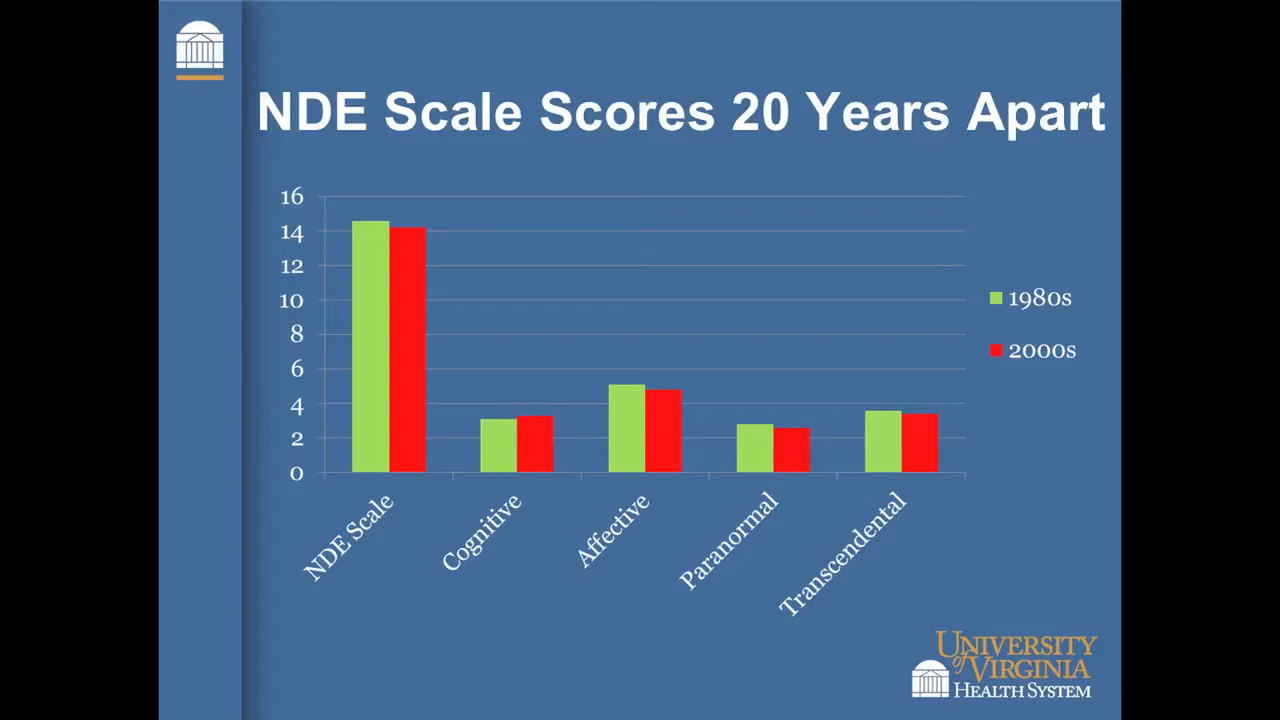 NDE Scale Scores 20 Years Apart
16
14
12
10
8
6
4
2
0
NDE Scale
Cognitive
Affective
Paranormal
Transcendental
1980s
2000s
UNIVERSITY
of VIRGINIA
HEALTH SYSTEM